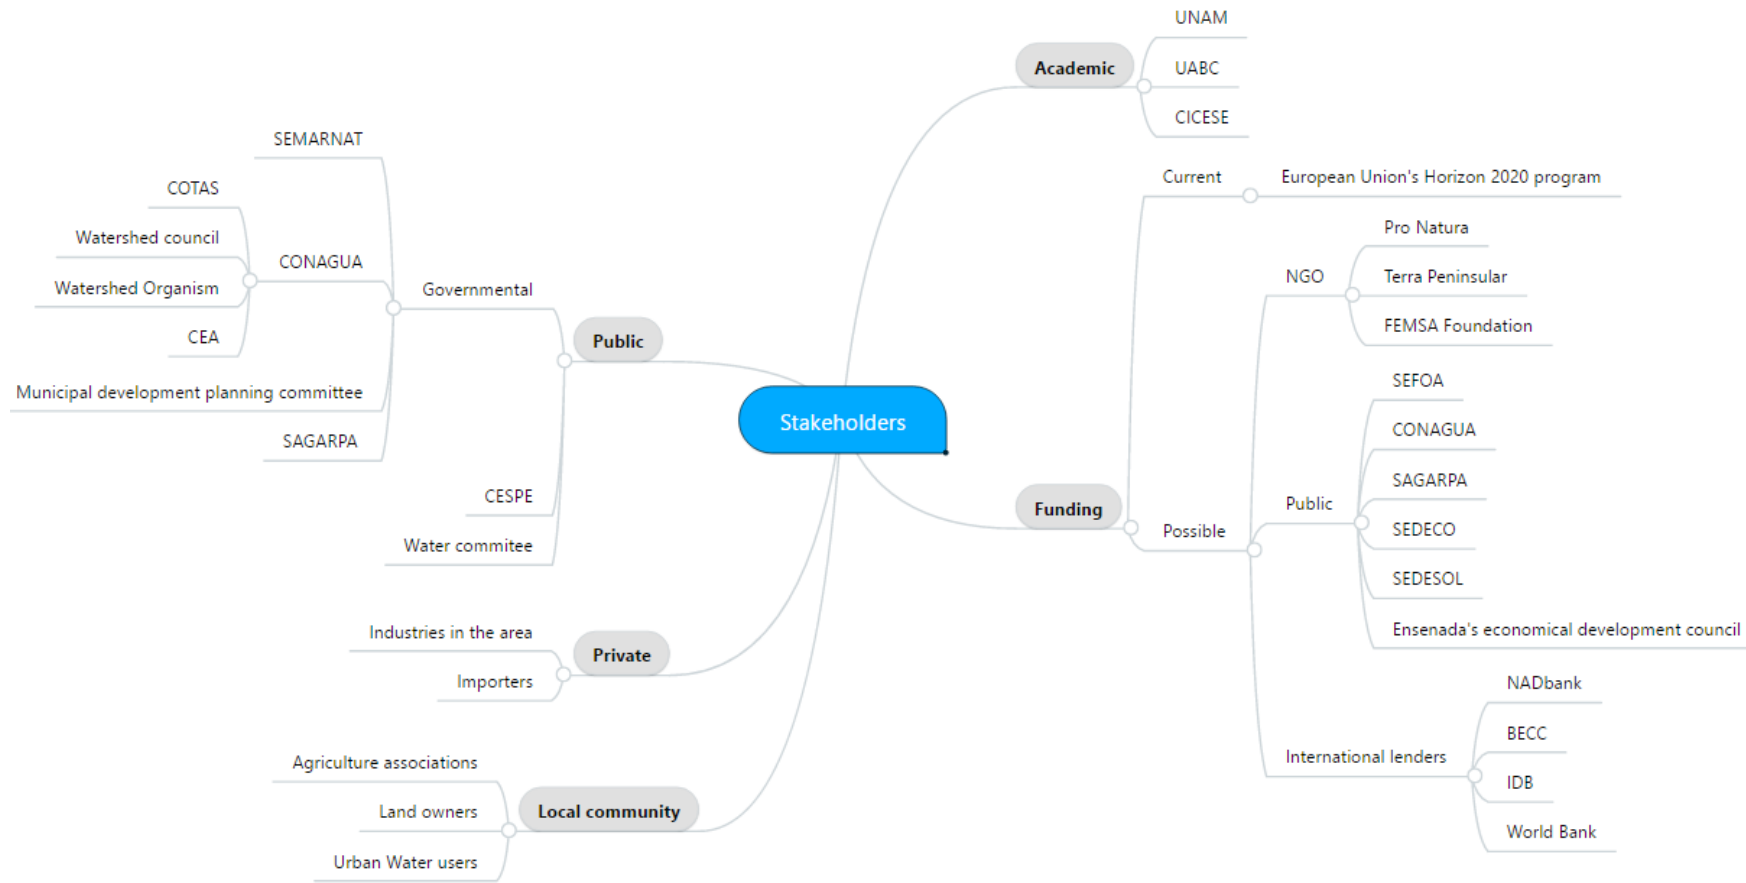 Stakeholders
Academic
UNAM
UABC
CICESE
Funding
Current
European Union's Horizon 2020 program
Possible
NGO
Pro Natura
Terra Peninsular
FEMSA Foundation
Public
SEFOA
CONAGUA
SAGARPA
SEDECO
SEDESOL
Ensenada's economical development council
International lenders
NADbank
BECC
IDB
World Bank
Public
Governmental
SEMARNAT
CONAGUA
COTAS
Watershed council
Watershed Organism
CEA
Municipal development planning committee
SAGARPA
CESPE
Water commitee
Private
Industries in the area
Importers
Local community
Agriculture associations
Land owners
Urban Water users